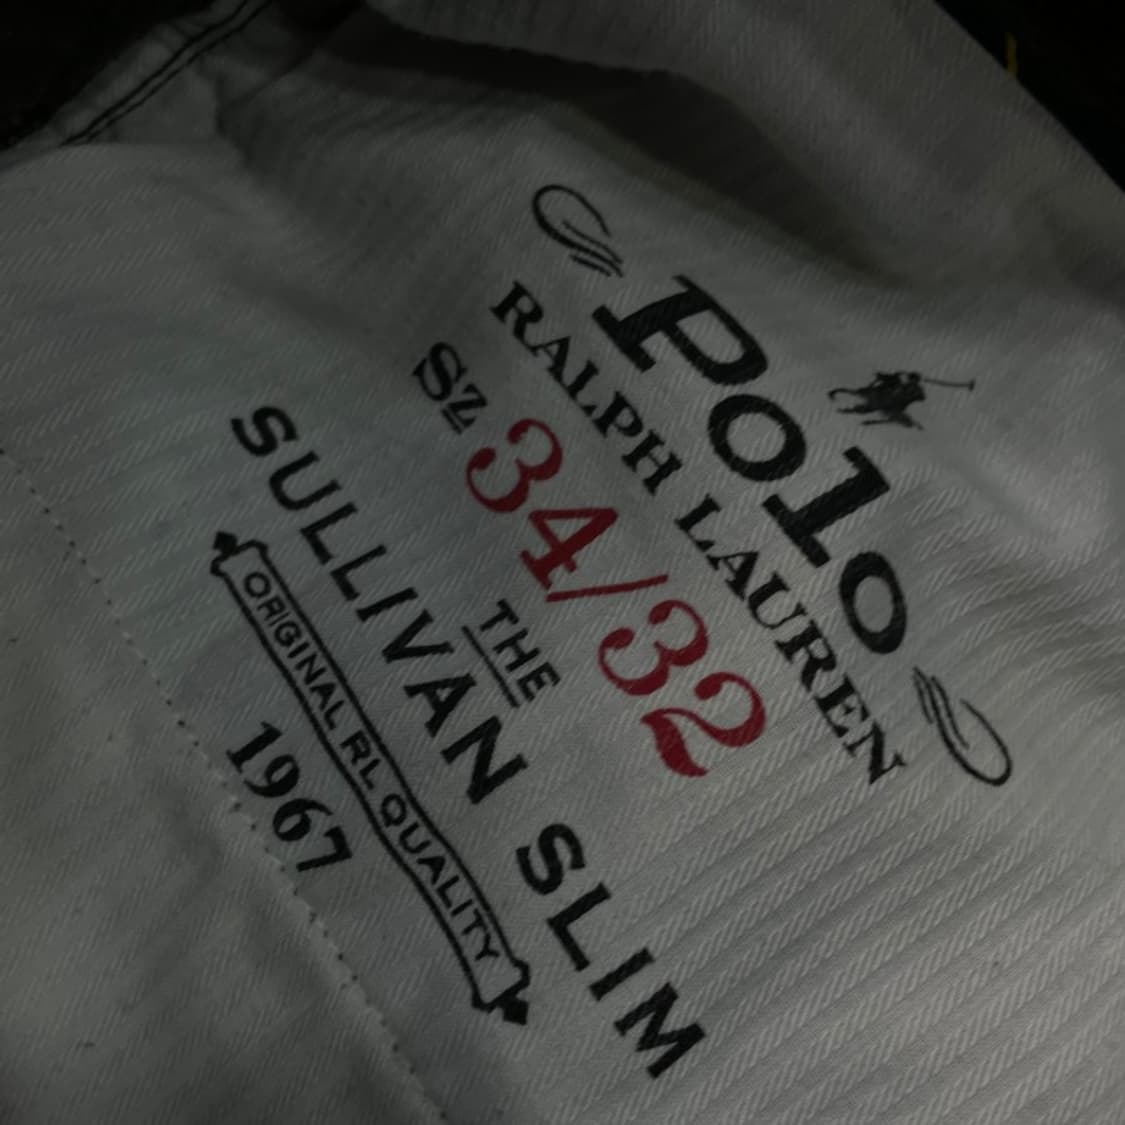 Polo
RALPH LAUREN
SZ 34/32
THE
SULLIVAN SLIM
ORIGINAL RL QUALITY
1967